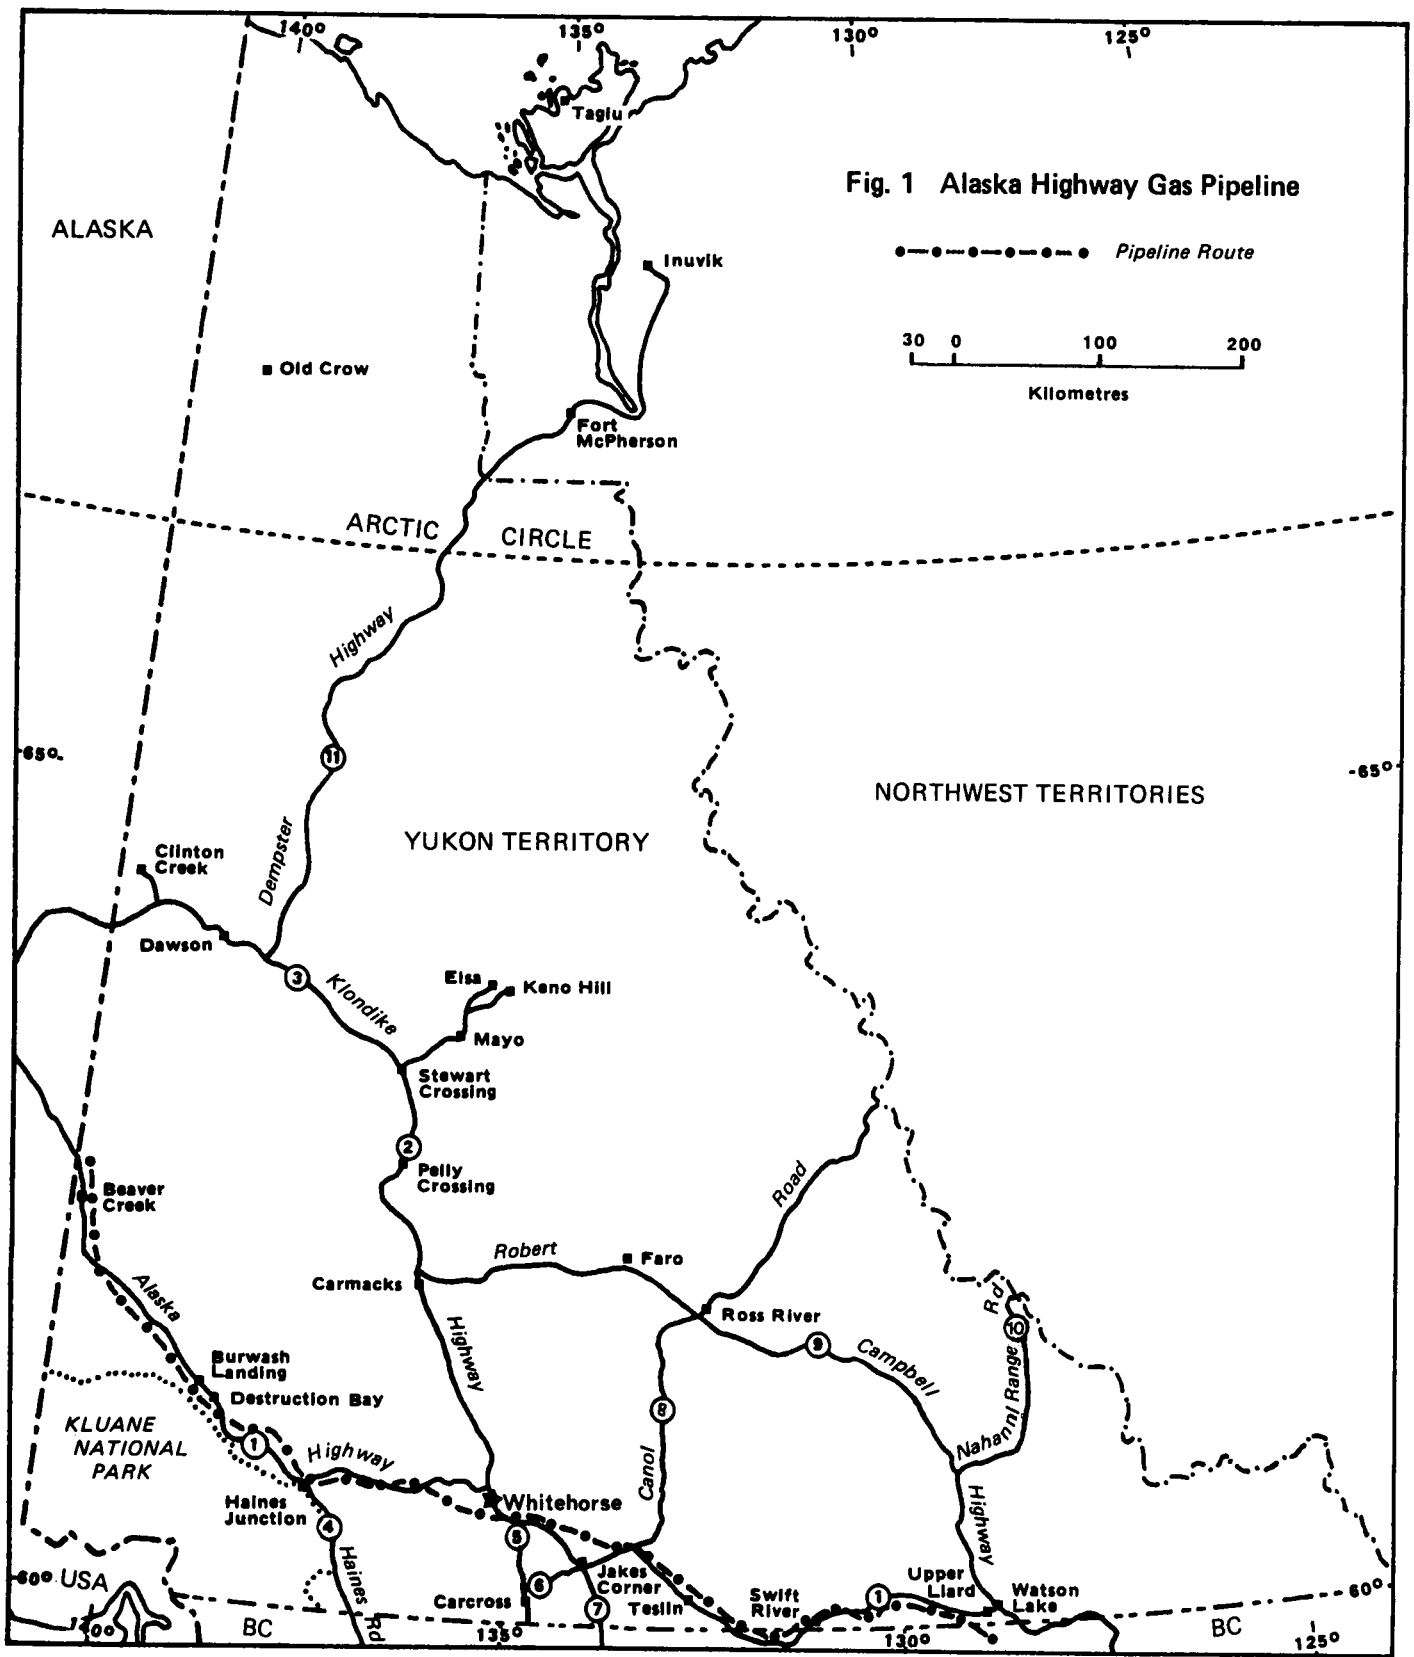 140°
135°
130°
125°
Taglu
Fig. 1 Alaska Highway Gas Pipeline
ALASKA
Pipeline Route
Inuvik
30 0 100 200
Kilometres
Old Crow
Fort
McPherson
ARCTIC CIRCLE
Highway
65°
11
65°
NORTHWEST TERRITORIES
YUKON TERRITORY
Dempster
Clinton
Creek
Dawson
3
Klondike
Elsa
Keno Hill
Mayo
Stewart
Crossing
2
Pelly
Crossing
Road
Beaver
Creek
Robert
Faro
Alaska
Carmacks
Rd
Ross River
10
Highway
9
Campbell
Burwash
Landing
Destruction Bay
Nahanni Range
8
KLUANE
NATIONAL
PARK
1
Highway
Canol
Haines
Junction
Whitehorse
4
5
Highway
Haines Rd
60°
USA
6
Jakes
Corner
Carcross
7
Teslin
Swift
River
1
Upper
Liard
Watson
Lake
60°
140°
BC
135°
130°
BC
125°